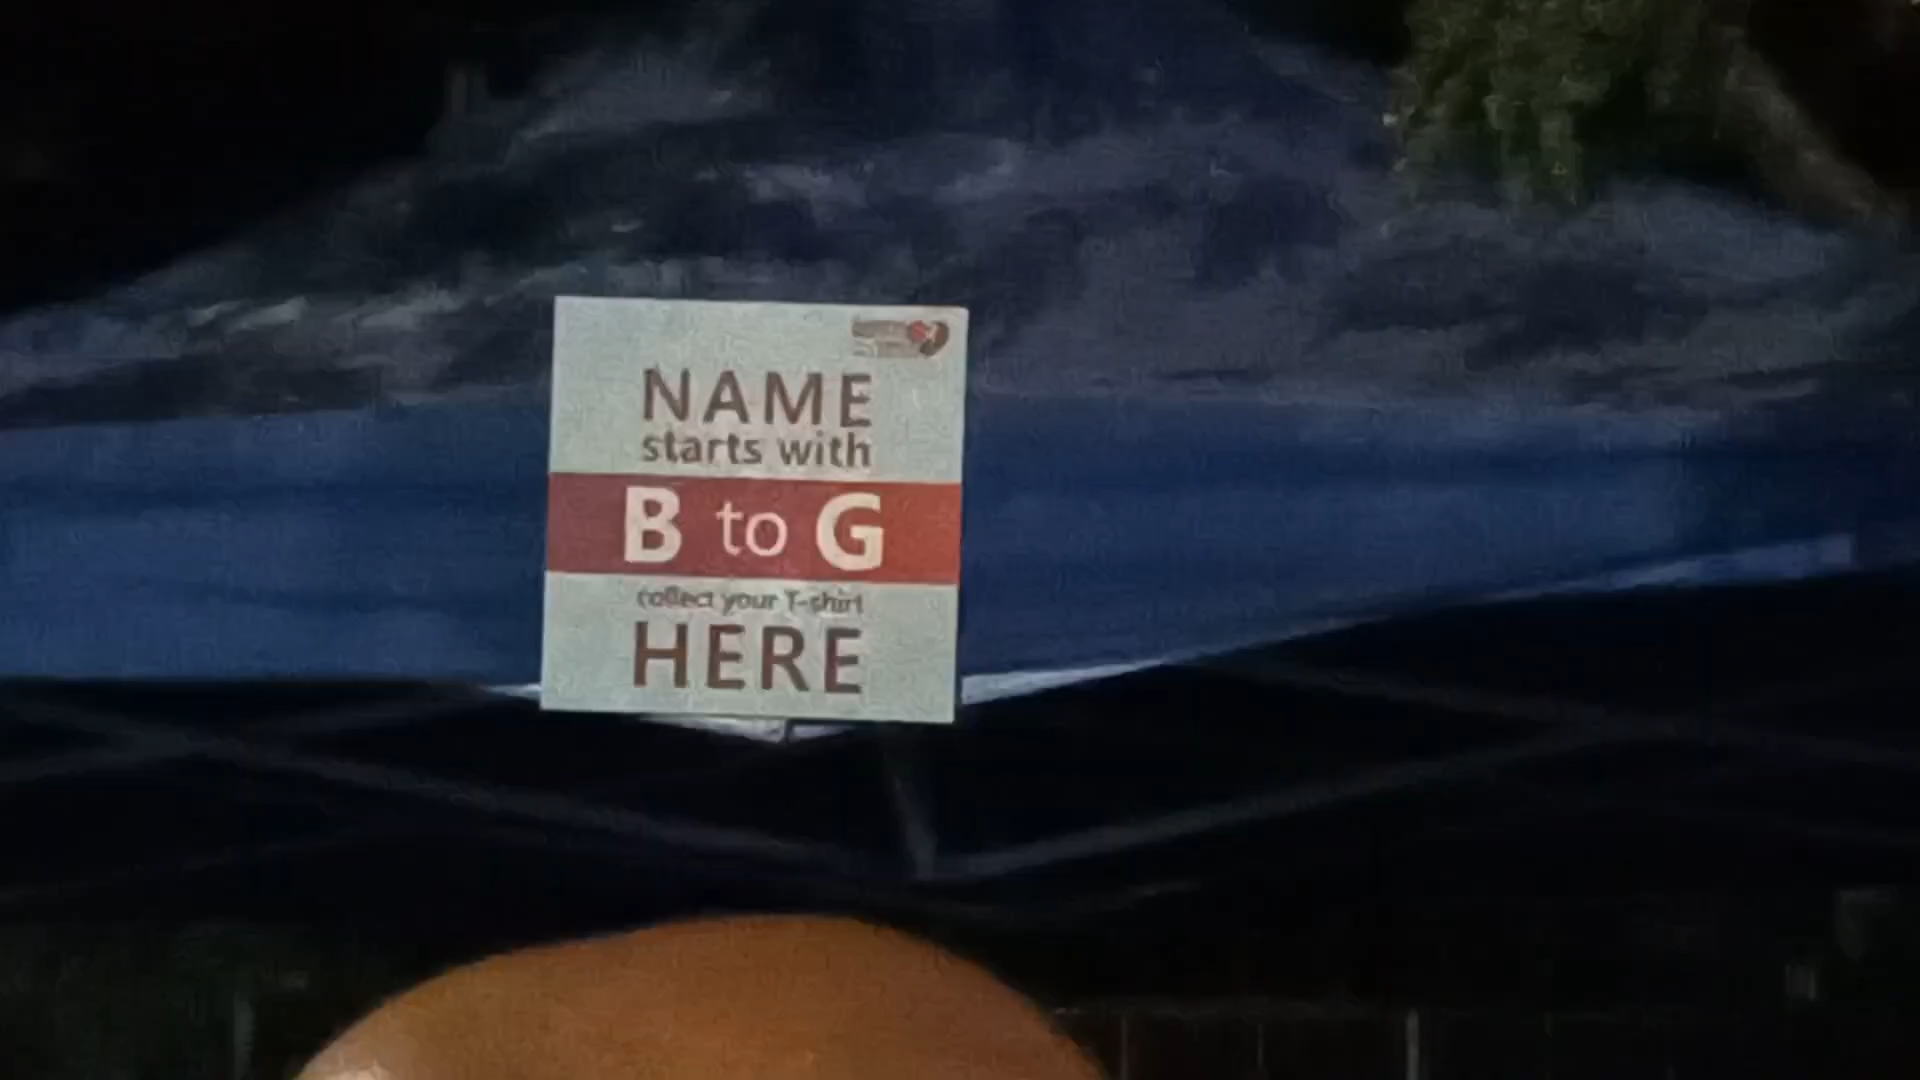 NAME
starts with
B to G
collect your T-shirt
HERE